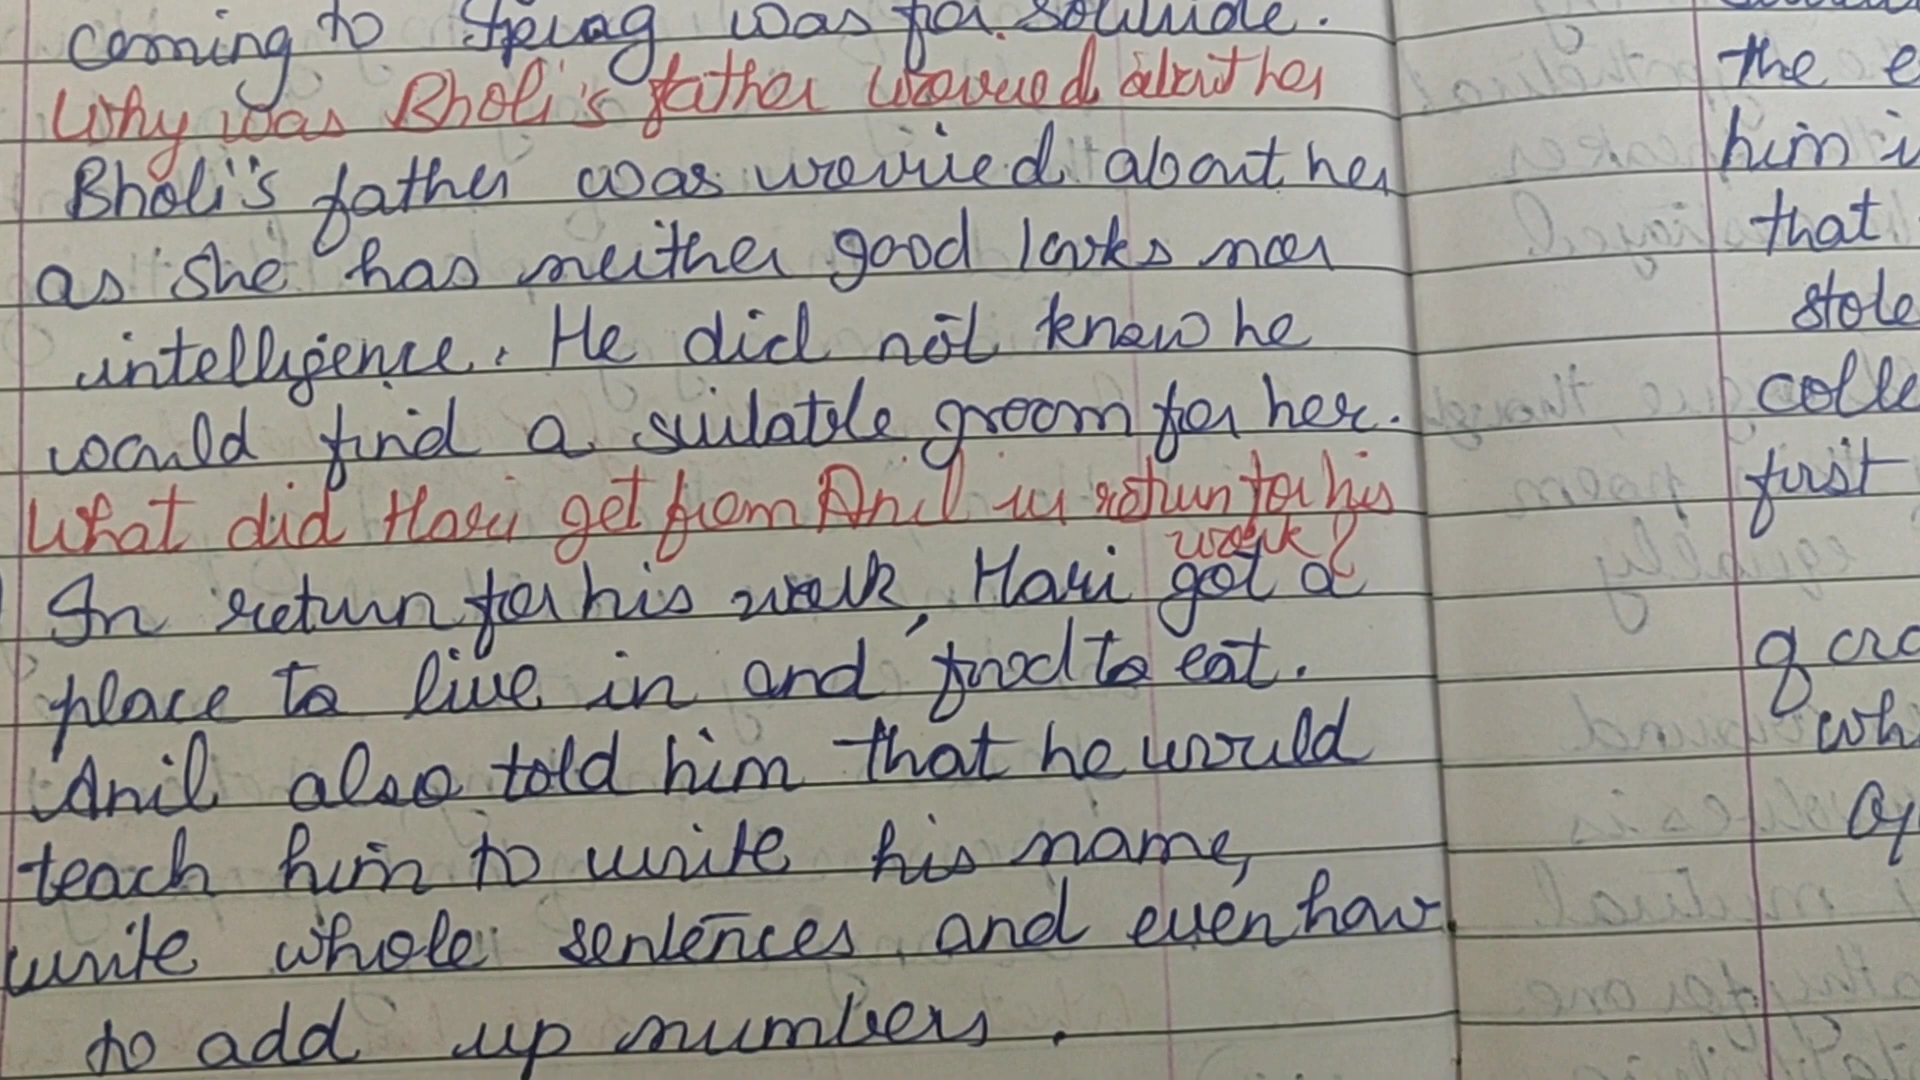 coming to Iping was for solitude.
Why was Bholi's father worried about her
Bholi's father was worried about her
as she has neither good looks nor
intelligence. He did not know he
would find a suitable groom for her.
What did Hari get from Anil in return for his
work?
In return for his work, Hari got a
place to live in and food to eat.
Anil also told him that he would
teach him to write his name,
write whole sentences and even how
to add up numbers.
the e
him i
that
stole
colle
first
g cro
wh